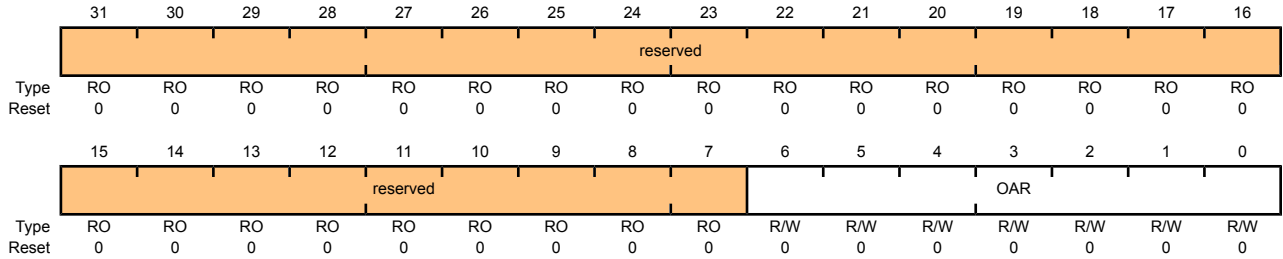 31 30 29 28 27 26 25 24 23 22 21 20 19 18 17 16
reserved
Type RO RO RO RO RO RO RO RO RO RO RO RO RO RO RO RO
Reset 0 0 0 0 0 0 0 0 0 0 0 0 0 0 0 0
15 14 13 12 11 10 9 8 7 6 5 4 3 2 1 0
reserved OAR
Type RO RO RO RO RO RO RO RO RO R/W R/W R/W R/W R/W R/W R/W
Reset 0 0 0 0 0 0 0 0 0 0 0 0 0 0 0 0